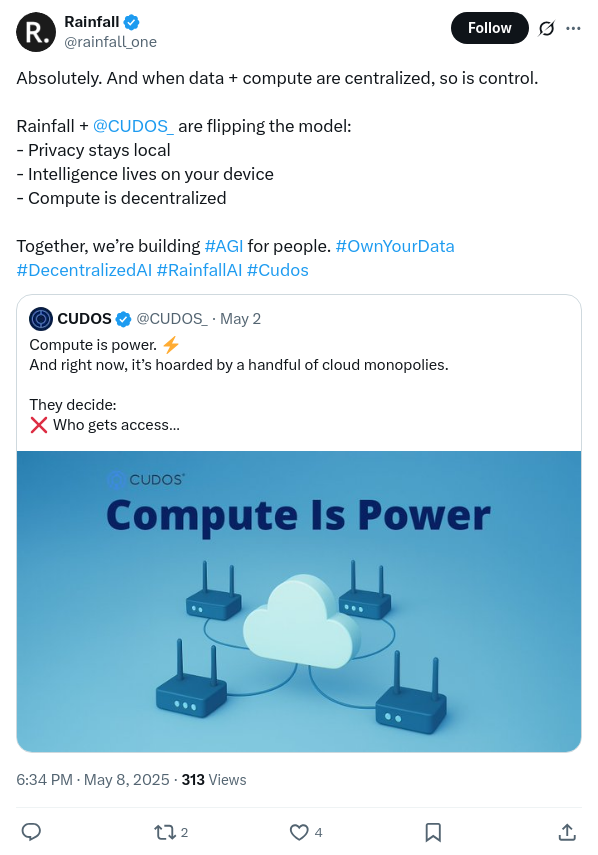 R.
Rainfall
@rainfall_one
Follow
Absolutely. And when data + compute are centralized, so is control.
Rainfall + @CUDOS_ are flipping the model:
- Privacy stays local
- Intelligence lives on your device
- Compute is decentralized
Together, we’re building #AGI for people. #OwnYourData
#DecentralizedAI #RainfallAI #Cudos
CUDOS @CUDOS_ · May 2
Compute is power. ⚡
And right now, it’s hoarded by a handful of cloud monopolies.
They decide:
❌ Who gets access...
CUDOS
Compute Is Power
6:34 PM · May 8, 2025 · 313 Views
2
4